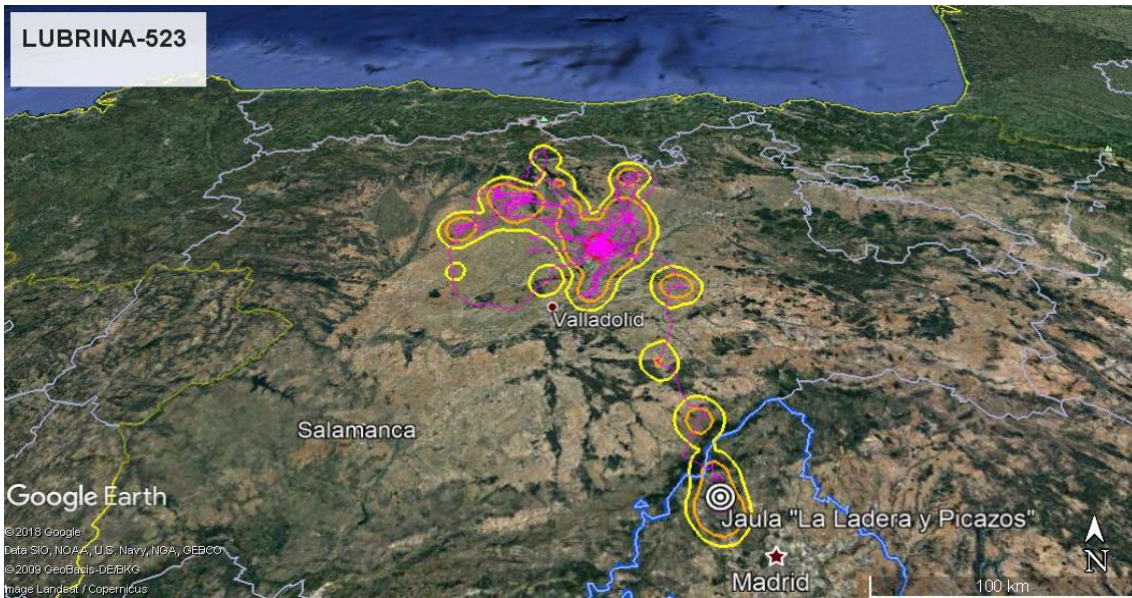 LUBRINA-523
Valladolid
Salamanca
Google Earth
Jaula "La Ladera y Picazos"
©2018 Google
Data SIO, NOAA, U.S. Navy, NGA, GEBCO
©2009 GeoBasis-DE/BKG
Image Landsat / Copernicus
Madrid
N
100 km